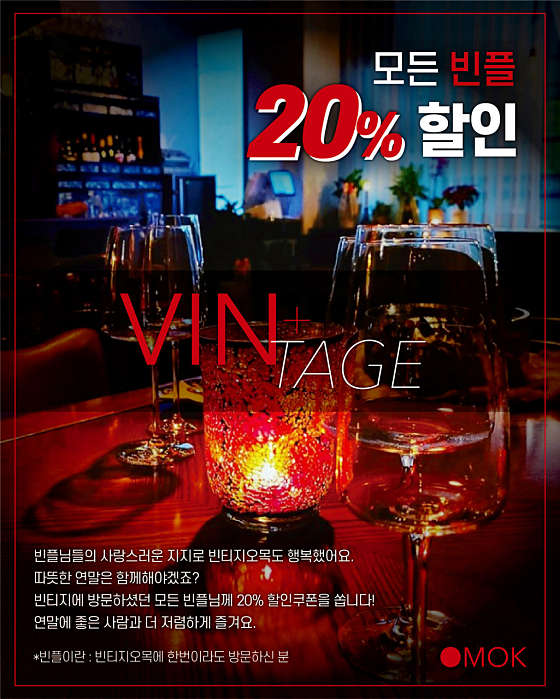 모든 빈플
20% 할인
VIN+
TAGE
빈플님들의 사랑스러운 지지로 빈티지오목도 행복했어요.
따뜻한 연말은 함께해야겠죠?
빈티지에 방문하셨던 모든 빈플님께 20% 할인쿠폰을 쏩니다!
연말에 좋은 사람과 더 저렴하게 즐겨요.
*빈플이란 : 빈티지오목에 한번이라도 방문하신 분
OMOK